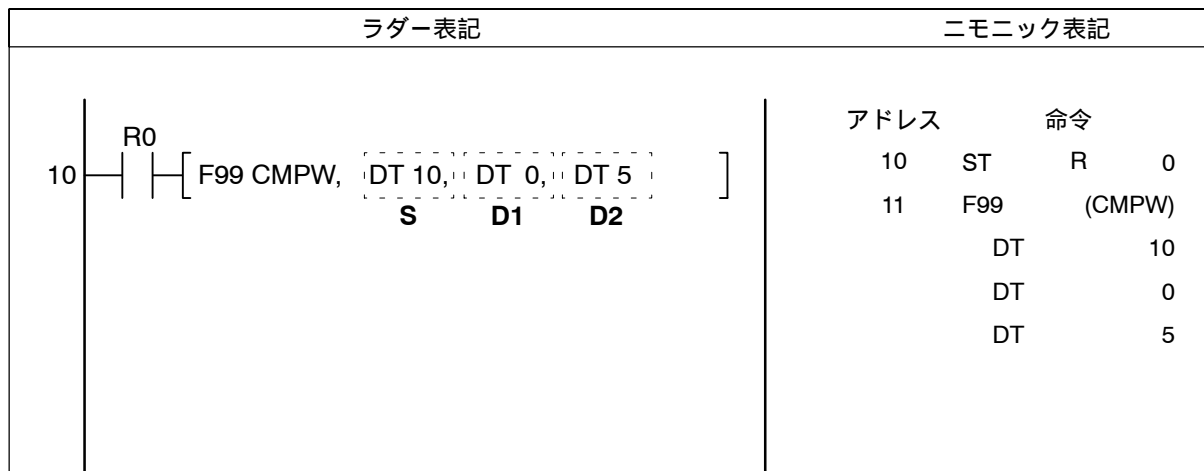 ラダー表記
ニモニック表記
R0
10
F99 CMPW, DT 10, DT 0, DT 5
S D1 D2
アドレス 命令
10 ST R 0
11 F99 (CMPW)
DT 10
DT 0
DT 5